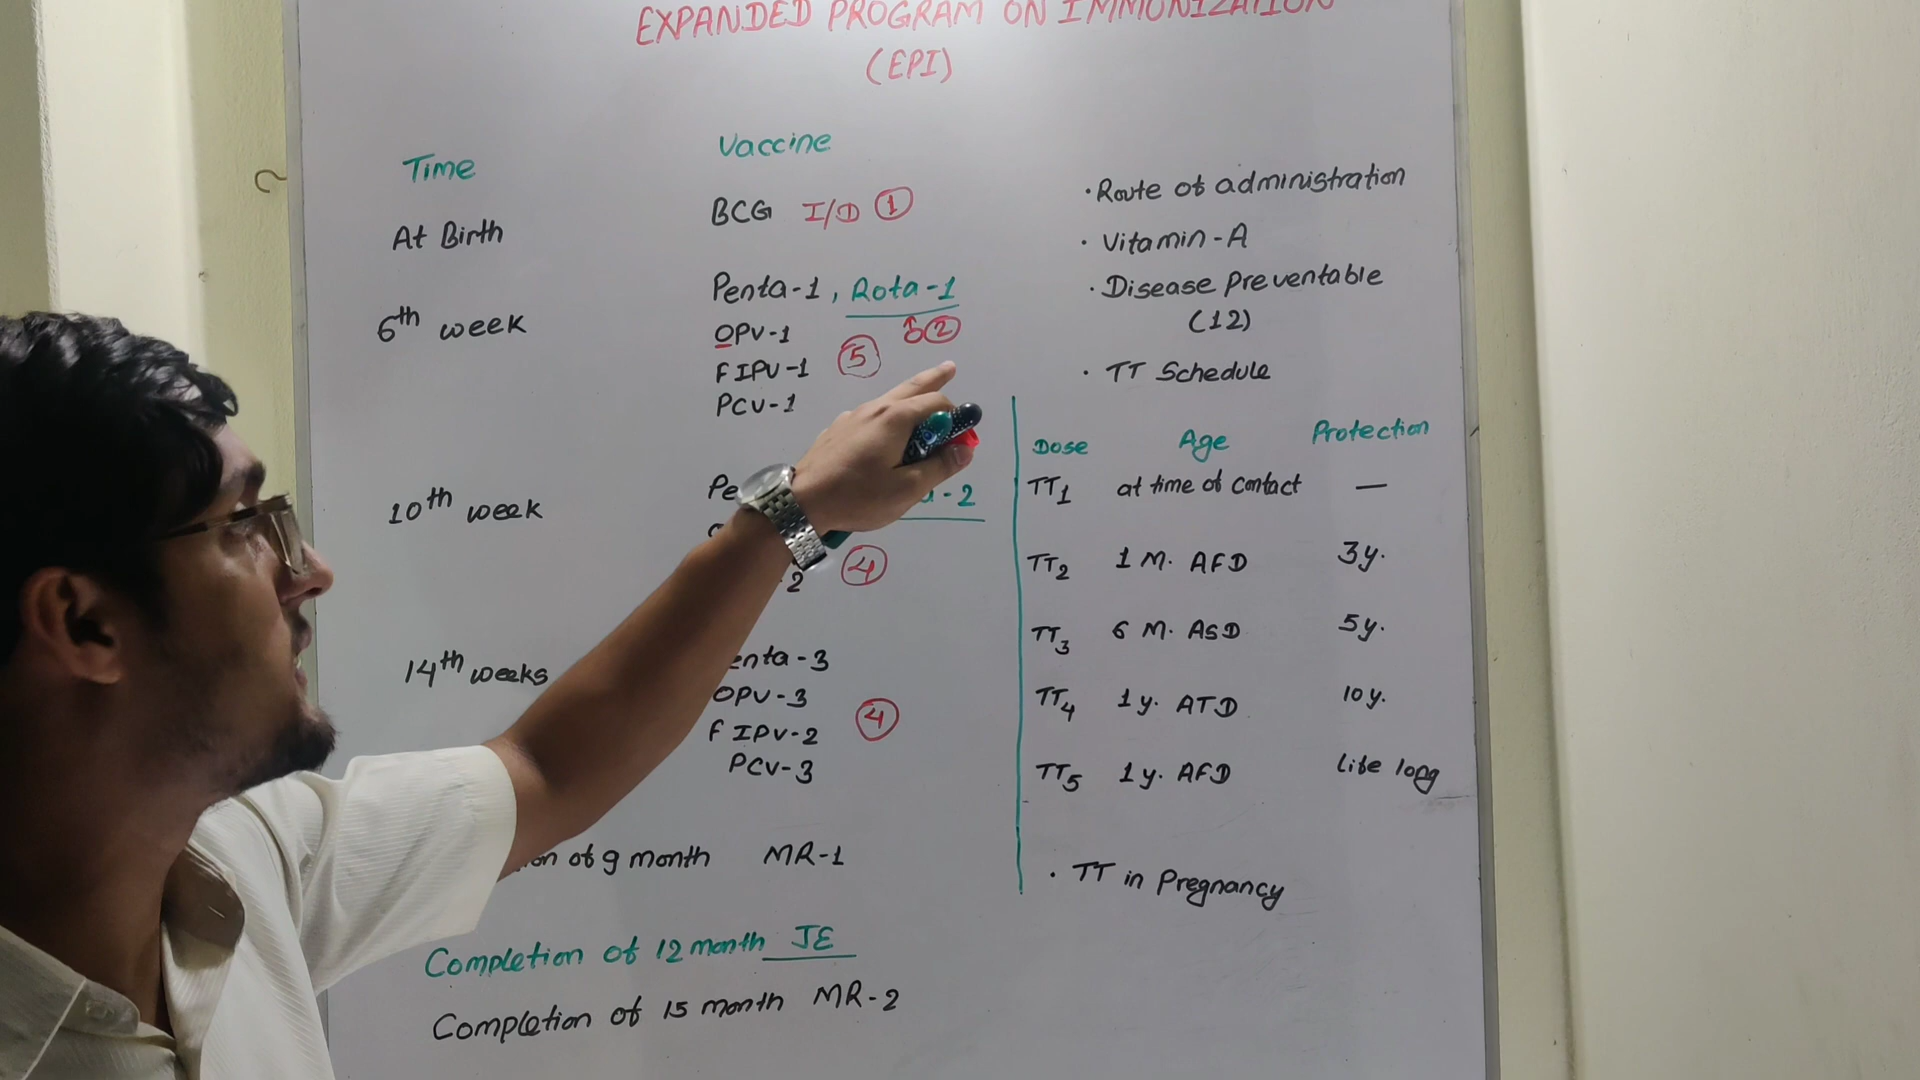 EXPANDED PROGRAM ON IMMUNIZATION
(EPI)
Time Vaccine
At Birth BCG I/D 1
6th week Penta-1, Rota-1
OPV-1 2
FIPV-1 5
PCV-1
10th week Pe -2
2 4
14th weeks enta-3
OPV-3
FIPV-2 4
PCV-3
on of 9 month MR-1
Completion of 12 month JE
Completion of 15 month MR-2
· Route of administration
· Vitamin-A
· Disease Preventable
(12)
· TT Schedule
Dose Age Protection
TT1 at time of contact —
TT2 1 M. AFD 3y.
TT3 6 M. ASD 5y.
TT4 1y. ATD 10y.
TT5 1y. AFD Life long
· TT in Pregnancy